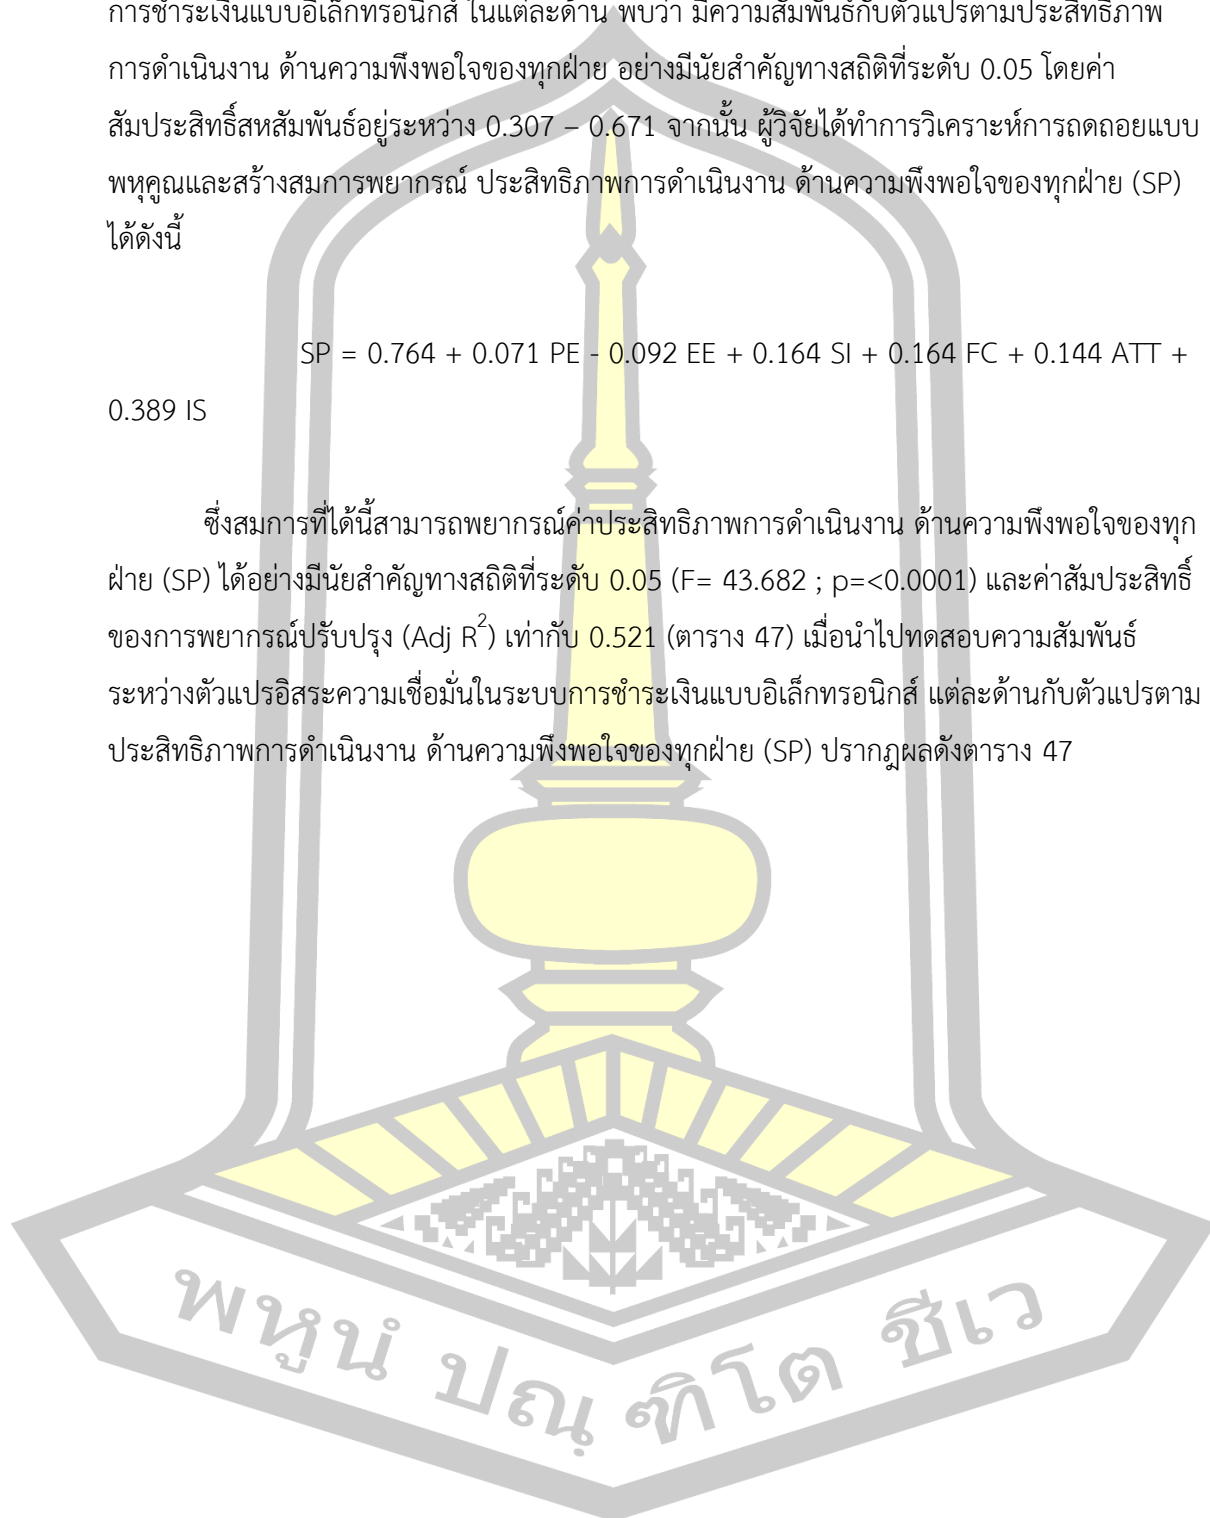 การชำระเงินแบบอิเล็กทรอนิกส์ ในแต่ละด้าน พบว่า มีความสัมพันธ์กับตัวแปรตามประสิทธิภาพ
การดำเนินงาน ด้านความพึงพอใจของทุกฝ่าย อย่างมีนัยสำคัญทางสถิติที่ระดับ 0.05 โดยค่า
สัมประสิทธิ์สหสัมพันธ์อยู่ระหว่าง 0.307 – 0.671 จากนั้น ผู้วิจัยได้ทำการวิเคราะห์การถดถอยแบบ
พหุคูณและสร้างสมการพยากรณ์ ประสิทธิภาพการดำเนินงาน ด้านความพึงพอใจของทุกฝ่าย (SP)
ได้ดังนี้
SP = 0.764 + 0.071 PE - 0.092 EE + 0.164 SI + 0.164 FC + 0.144 ATT +
0.389 IS
ซึ่งสมการที่ได้นี้สามารถพยากรณ์ค่าประสิทธิภาพการดำเนินงาน ด้านความพึงพอใจของทุก
ฝ่าย (SP) ได้อย่างมีนัยสำคัญทางสถิติที่ระดับ 0.05 (F= 43.682 ; p=<0.0001) และค่าสัมประสิทธิ์
ของการพยากรณ์ปรับปรุง (Adj R²) เท่ากับ 0.521 (ตาราง 47) เมื่อนำไปทดสอบความสัมพันธ์
ระหว่างตัวแปรอิสระความเชื่อมั่นในระบบการชำระเงินแบบอิเล็กทรอนิกส์ แต่ละด้านกับตัวแปรตาม
ประสิทธิภาพการดำเนินงาน ด้านความพึงพอใจของทุกฝ่าย (SP) ปรากฎผลดังตาราง 47
พหูนํ ปณฺฑิโต ชีเว